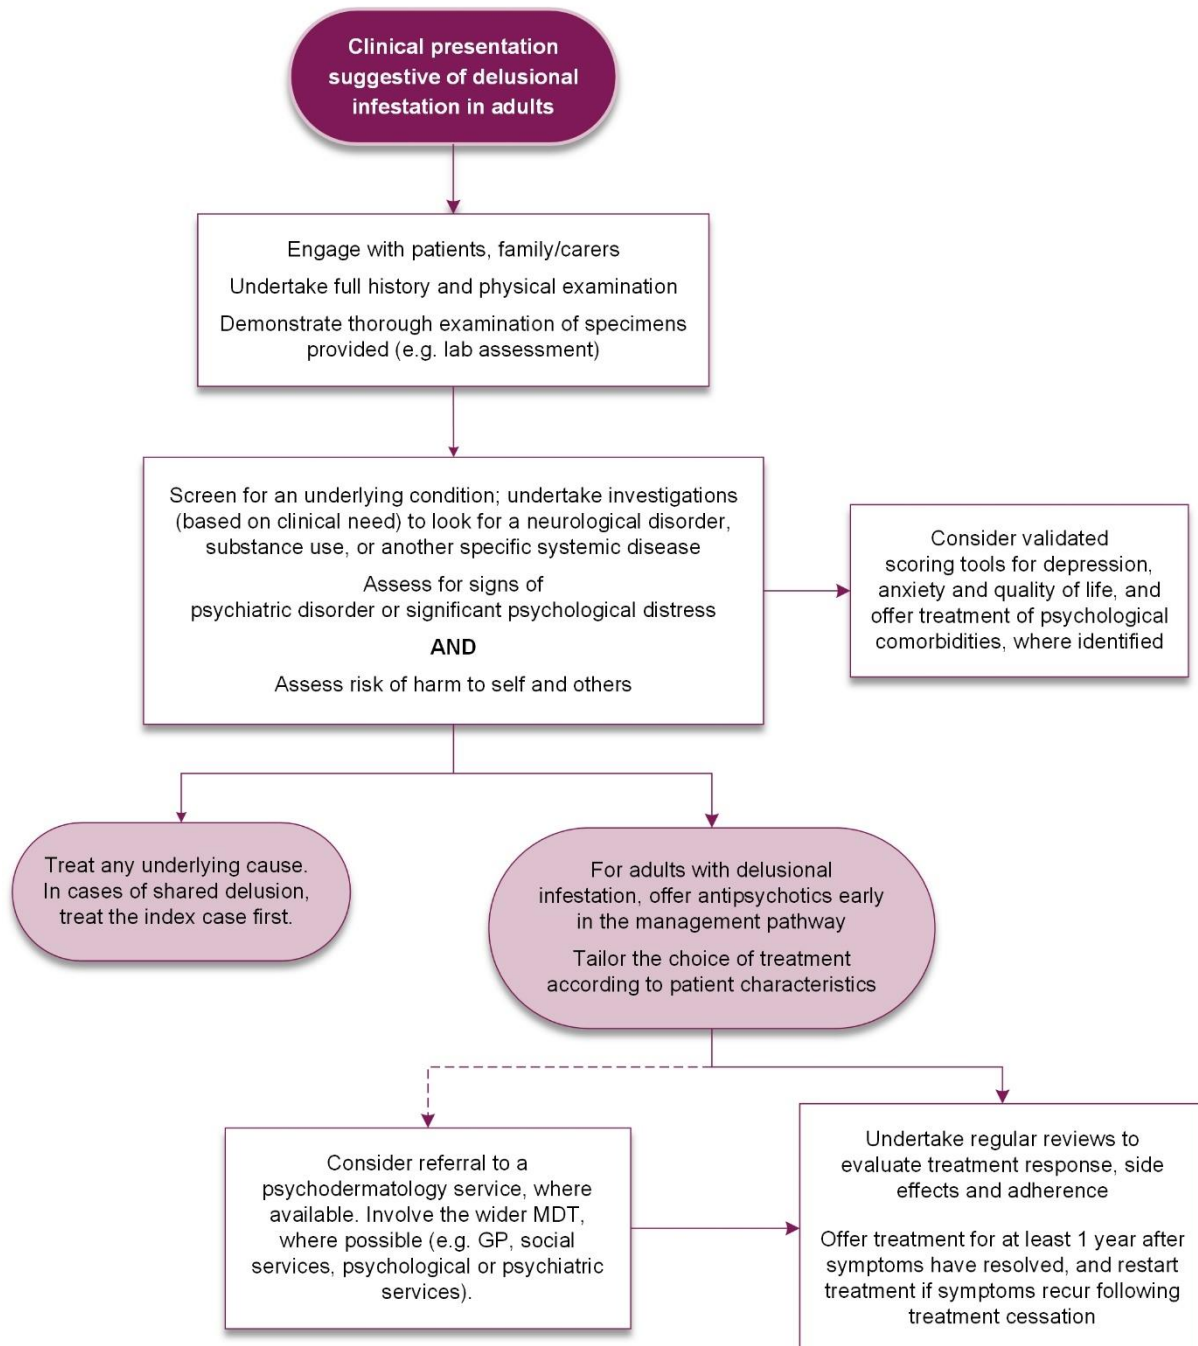 Clinical presentation
suggestive of delusional
infestation in adults
Engage with patients, family/carers
Undertake full history and physical examination
Demonstrate thorough examination of specimens
provided (e.g. lab assessment)
Screen for an underlying condition; undertake investigations
(based on clinical need) to look for a neurological disorder,
substance use, or another specific systemic disease
Assess for signs of
psychiatric disorder or significant psychological distress
AND
Assess risk of harm to self and others
Consider validated
scoring tools for depression,
anxiety and quality of life, and
offer treatment of psychological
comorbidities, where identified
Treat any underlying cause.
In cases of shared delusion,
treat the index case first.
For adults with delusional
infestation, offer antipsychotics early
in the management pathway
Tailor the choice of treatment
according to patient characteristics
Consider referral to a
psychodermatology service, where
available. Involve the wider MDT,
where possible (e.g. GP, social
services, psychological or psychiatric
services).
Undertake regular reviews to
evaluate treatment response, side
effects and adherence
Offer treatment for at least 1 year after
symptoms have resolved, and restart
treatment if symptoms recur following
treatment cessation